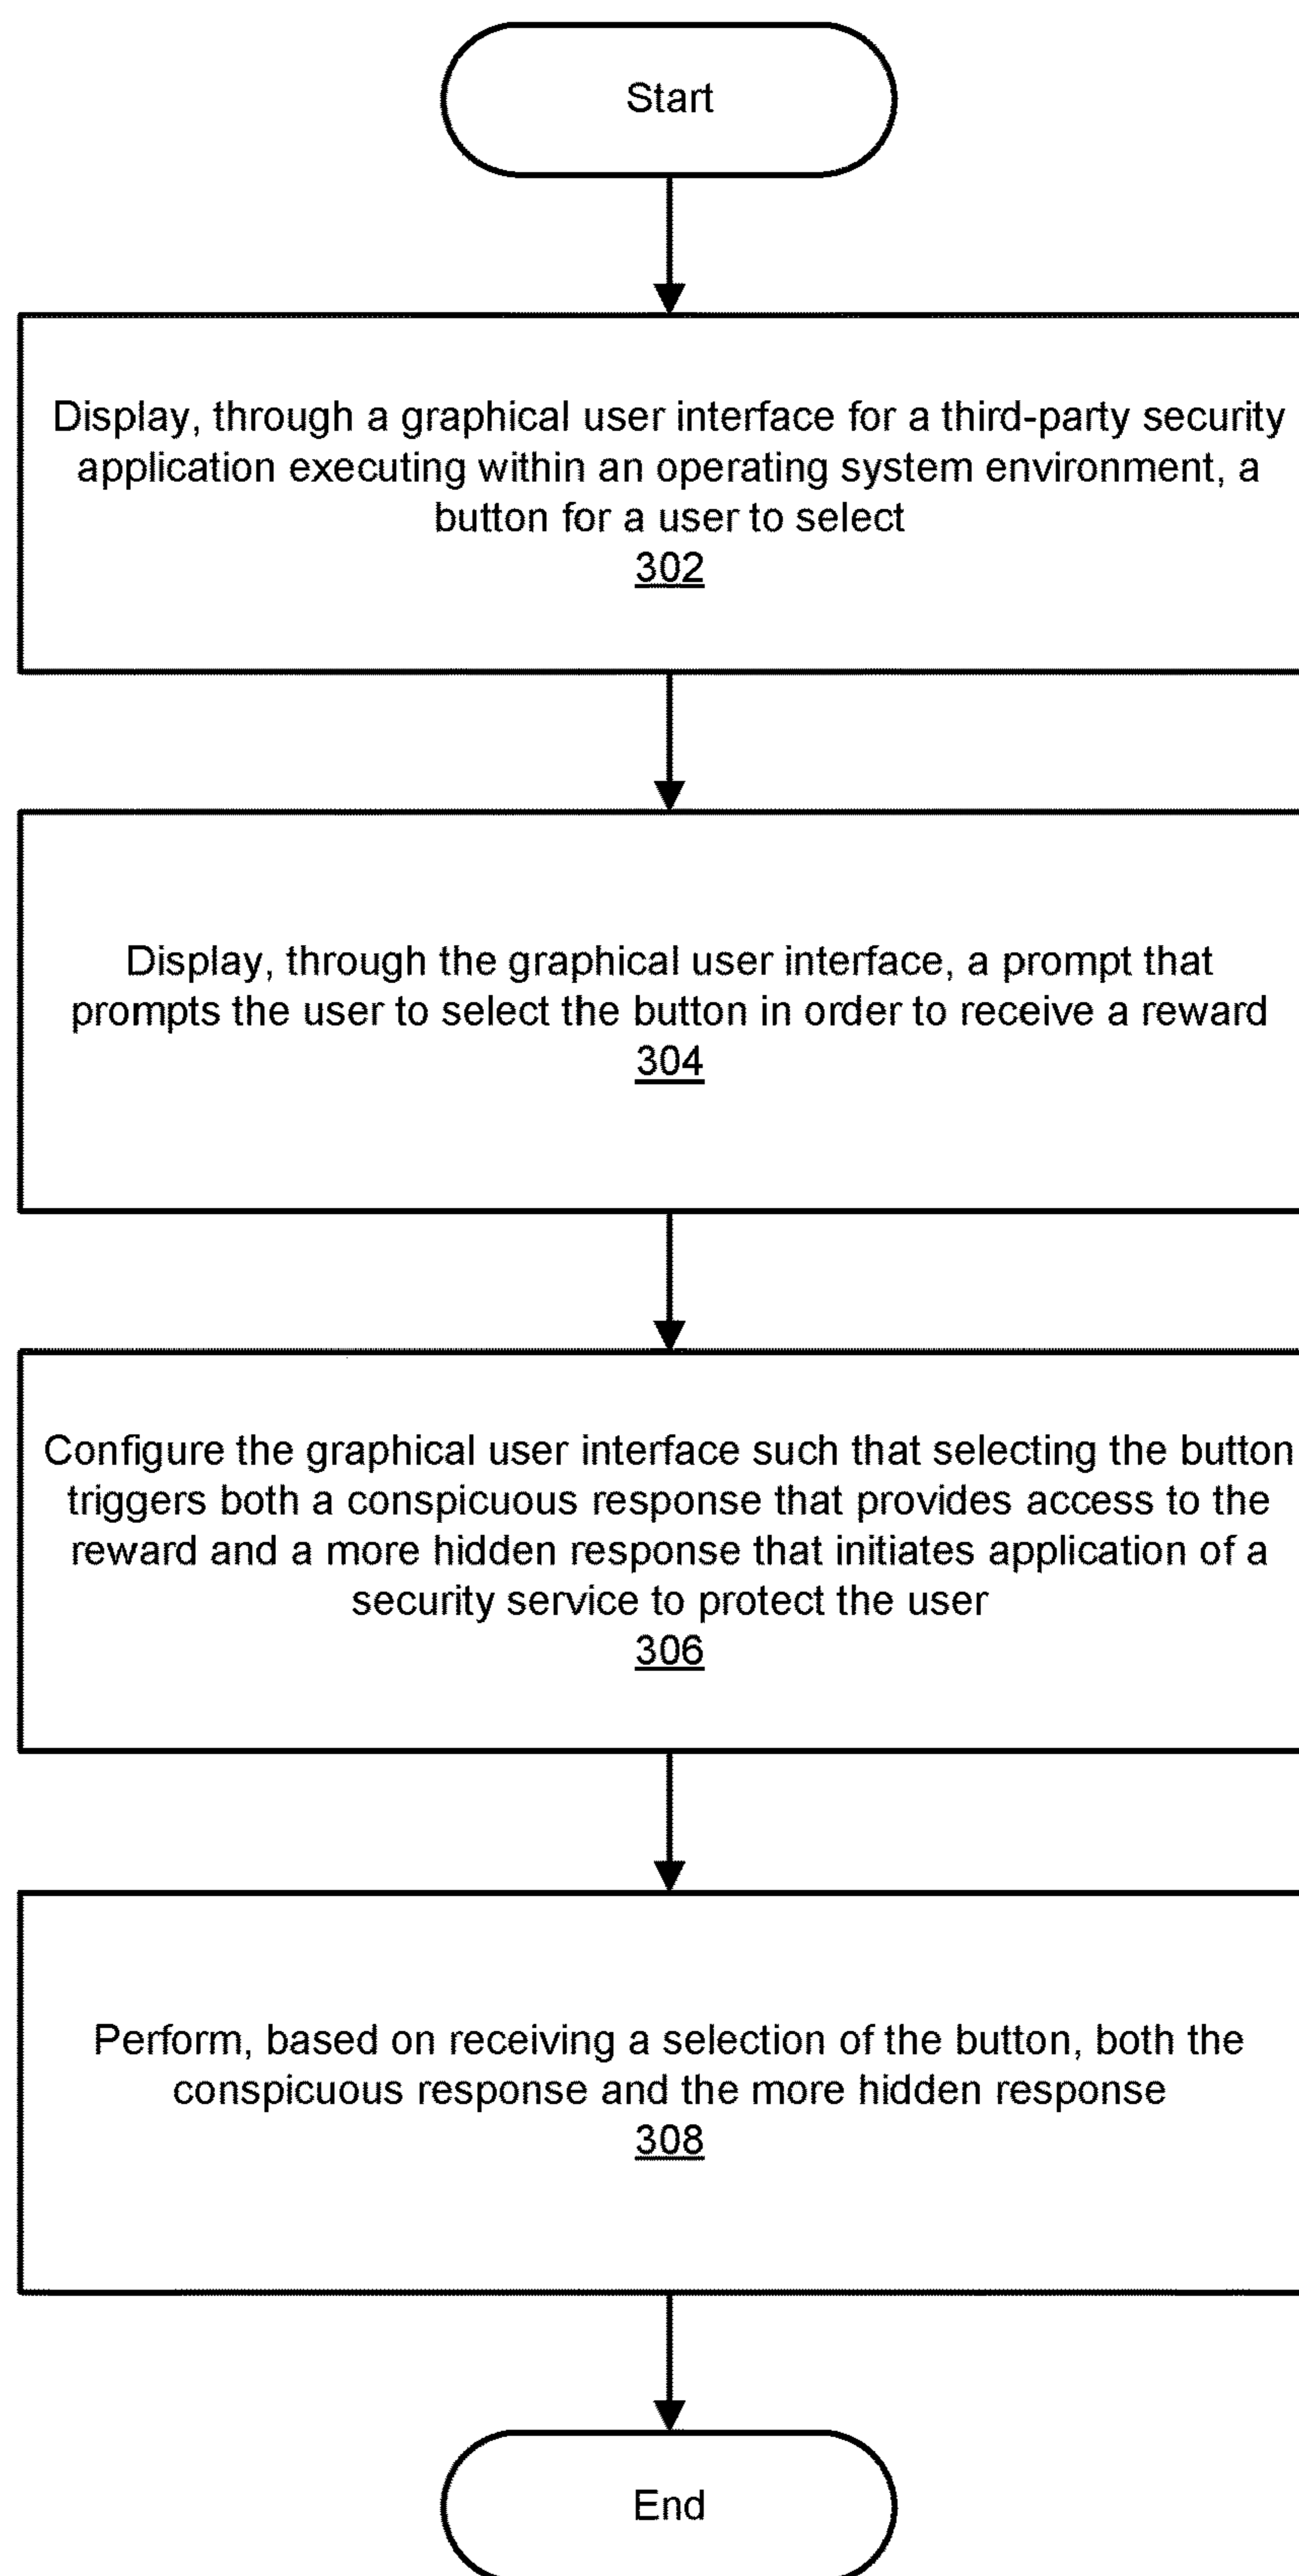 Start
Display, through a graphical user interface for a third-party security
application executing within an operating system environment, a
button for a user to select
302
Display, through the graphical user interface, a prompt that
prompts the user to select the button in order to receive a reward
304
Configure the graphical user interface such that selecting the button
triggers both a conspicuous response that provides access to the
reward and a more hidden response that initiates application of a
security service to protect the user
306
Perform, based on receiving a selection of the button, both the
conspicuous response and the more hidden response
308
End